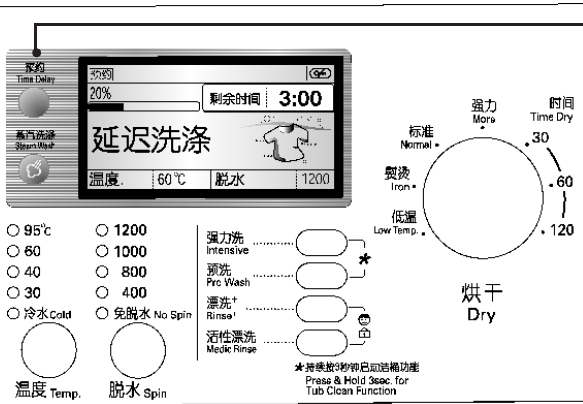 预约
Time Delay
蒸汽洗涤
Steam Wash
预约
20%
剩余时间 3:00
延迟洗涤
温度. 60℃ 脱水 1200
强力
More
标准
Normal
熨烫
Iron
低温
Low Temp.
时间
Time Dry
30
60
120
烘干
Dry
95℃
60
40
30
冷水 Cold
温度 Temp.
1200
1000
800
400
免脱水 No Spin
脱水 Spin
强力洗
Intensive
预洗
Pre Wash
漂洗+
Rinse+
活性漂洗
Medic Rinse
*
*持续按3秒钟启动洁桶功能
Press & Hold 3sec. for
Tub Clean Function